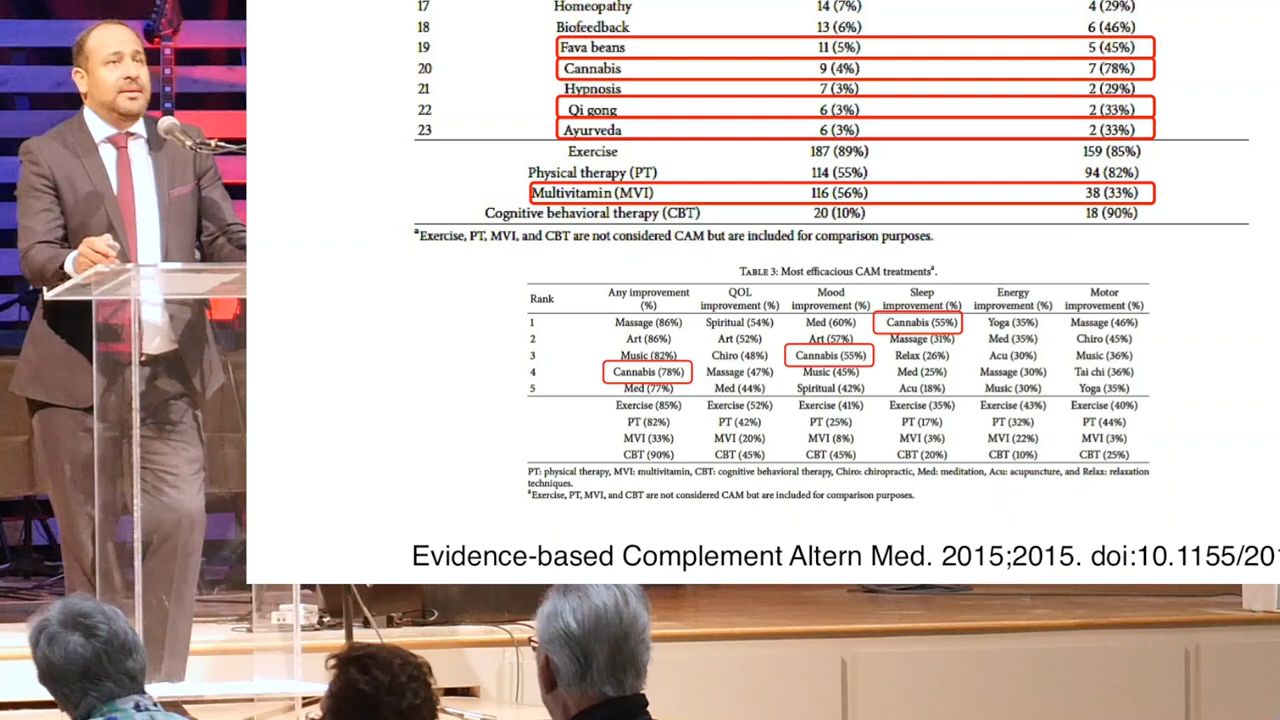 17 Homeopathy 14 (7%) 4 (29%)
18 Biofeedback 13 (6%) 6 (46%)
19 Fava beans 11 (5%) 5 (45%)
20 Cannabis 9 (4%) 7 (78%)
21 Hypnosis 7 (3%) 2 (29%)
22 Qi gong 6 (3%) 2 (33%)
23 Ayurveda 6 (3%) 2 (33%)
Exercise 187 (89%) 159 (85%)
Physical therapy (PT) 114 (55%) 94 (82%)
Multivitamin (MVI) 116 (56%) 38 (33%)
Cognitive behavioral therapy (CBT) 20 (10%) 18 (90%)
aExercise, PT, MVI, and CBT are not considered CAM but are included for comparison purposes.
TABLE 3: Most efficacious CAM treatmentsa.
Rank Any improvement (%) QOL improvement (%) Mood improvement (%) Sleep improvement (%) Energy improvement (%) Motor improvement (%)
1 Massage (86%) Spiritual (54%) Med (60%) Cannabis (55%) Yoga (35%) Massage (46%)
2 Art (86%) Art (52%) Art (57%) Massage (31%) Med (35%) Chiro (45%)
3 Music (82%) Chiro (48%) Cannabis (55%) Relax (26%) Acu (30%) Music (36%)
4 Cannabis (78%) Massage (47%) Music (45%) Med (25%) Massage (30%) Tai chi (36%)
5 Med (77%) Med (44%) Spiritual (42%) Acu (18%) Music (30%) Yoga (35%)
Exercise (85%) Exercise (52%) Exercise (41%) Exercise (35%) Exercise (43%) Exercise (40%)
PT (82%) PT (42%) PT (25%) PT (17%) PT (32%) PT (44%)
MVI (33%) MVI (20%) MVI (8%) MVI (3%) MVI (22%) MVI (3%)
CBT (90%) CBT (45%) CBT (45%) CBT (20%) CBT (10%) CBT (25%)
PT: physical therapy, MVI: multivitamin, CBT: cognitive behavioral therapy, Chiro: chiropractic, Med: meditation, Acu: acupuncture, and Relax: relaxation
techniques.
aExercise, PT, MVI, and CBT are not considered CAM but are included for comparison purposes.
Evidence-based Complement Altern Med. 2015;2015. doi:10.1155/20